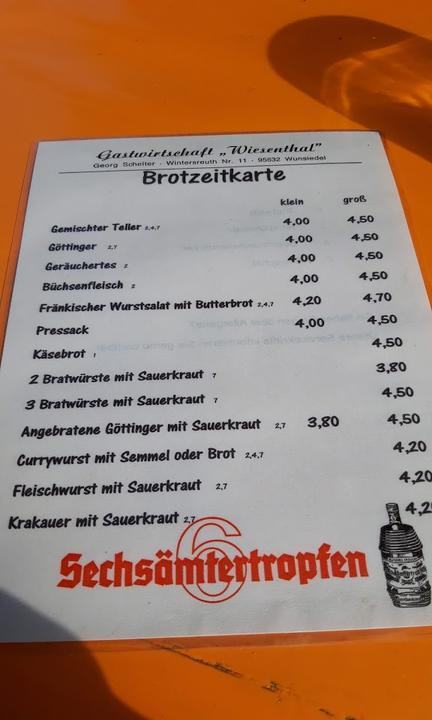 Gastwirtschaft „Wiesenthal"
Georg Schelter - Wintersreuth Nr. 11 - 95632 Wunsiedel
Brotzeitkarte
klein groß
Gemischter Teller 2,4,7 4,00 4,50
Göttinger 2,7 4,00 4,50
Geräuchertes 2 4,00 4,50
Büchsenfleisch 2 4,00 4,50
Fränkischer Wurstsalat mit Butterbrot 2,4,7 4,20 4,70
Pressack 4,00 4,50
Käsebrot 1 4,50
2 Bratwürste mit Sauerkraut 7 3,80
3 Bratwürste mit Sauerkraut 7 4,50
Angebratene Göttinger mit Sauerkraut 2,7 3,80 4,50
Currywurst mit Semmel oder Brot 2,4,7 4,20
Fleischwurst mit Sauerkraut 2,7 4,20
Krakauer mit Sauerkraut 2,7 4,2
6
Sechsämtertropfen